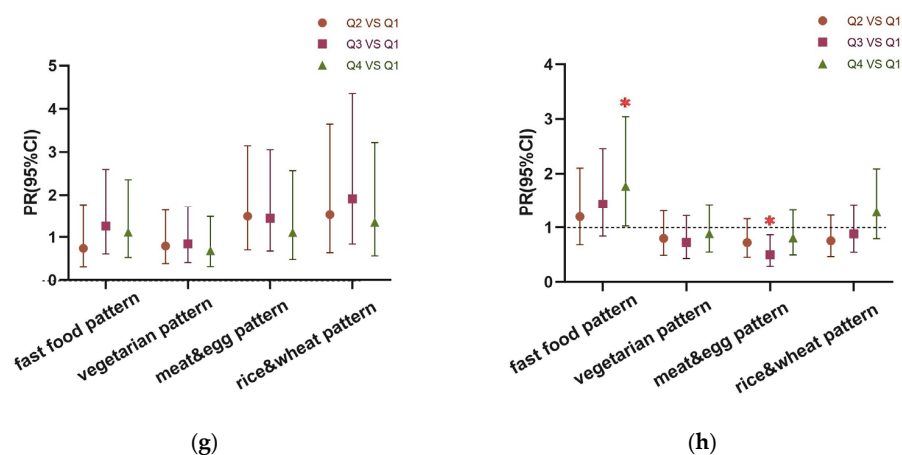 Q2 VS Q1
Q3 VS Q1
Q4 VS Q1
PR(95%CI)
5
4
3
2
1
0
fast food pattern
vegetarian pattern
meat&egg pattern
rice&wheat pattern
(g)
Q2 VS Q1
Q3 VS Q1
Q4 VS Q1
PR(95%CI)
4
3
2
1
0
*
*
fast food pattern
vegetarian pattern
meat&egg pattern
rice&wheat pattern
(h)